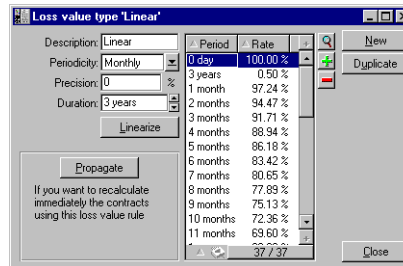 Loss value type 'Linear'
Description: Linear
Periodicity: Monthly
Precision: 0 %
Duration: 3 years
Linearize
Propagate
If you want to recalculate
immediately the contracts
using this loss value rule
Period Rate
0 day 100.00 %
3 years 0.50 %
1 month 97.24 %
2 months 94.47 %
3 months 91.71 %
4 months 88.94 %
5 months 86.18 %
6 months 83.42 %
7 months 80.65 %
8 months 77.89 %
9 months 75.13 %
10 months 72.36 %
11 months 69.60 %
37 / 37
New
Duplicate
Close